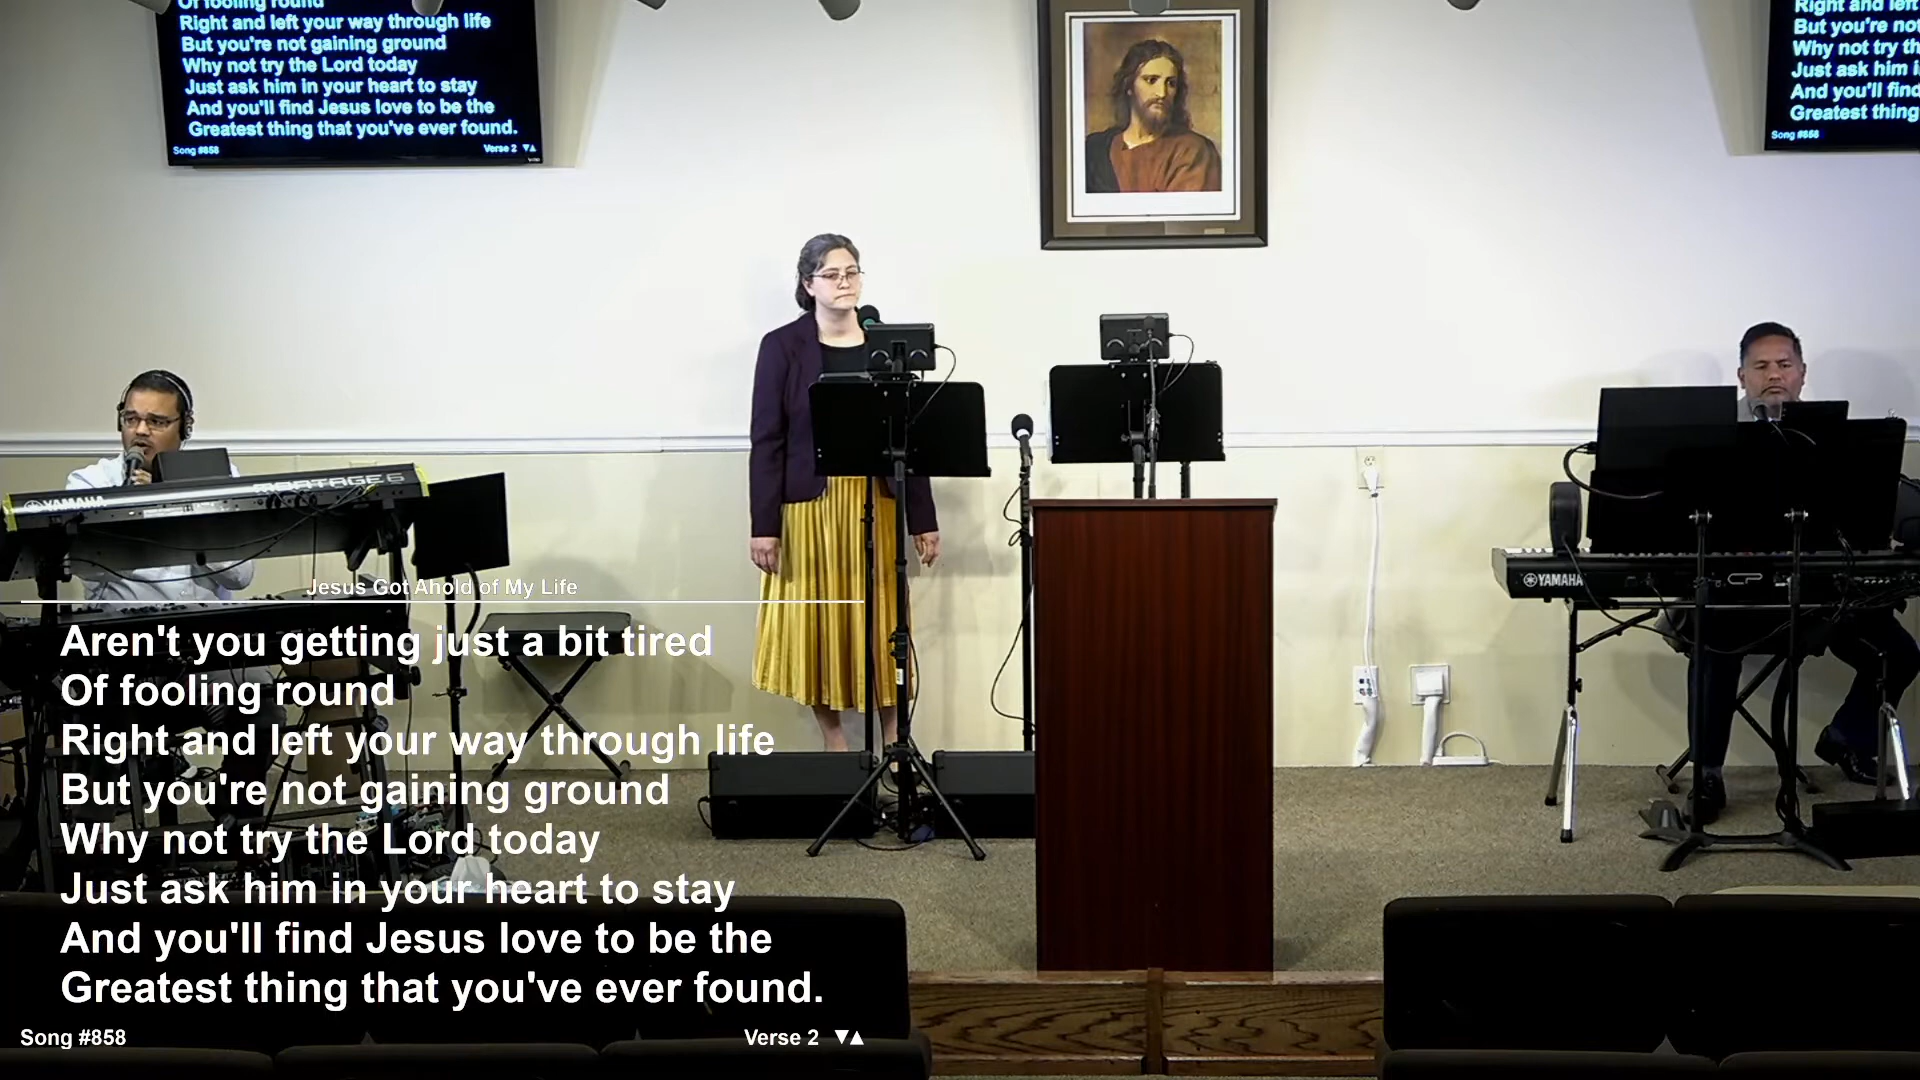 Of fooling round
Right and left your way through life
But you're not gaining ground
Why not try the Lord today
Just ask him in your heart to stay
And you'll find Jesus love to be the
Greatest thing that you've ever found.
Song #858
Verse 2 ▼▲
Right and left
But you're not
Why not try th
Just ask him i
And you'll find
Greatest thing
Song #858
YAMAHA
MONTAGE 6
YAMAHA
CP
Jesus Got Ahold of My Life
Aren't you getting just a bit tired
Of fooling round
Right and left your way through life
But you're not gaining ground
Why not try the Lord today
Just ask him in your heart to stay
And you'll find Jesus love to be the
Greatest thing that you've ever found.
Song #858
Verse 2 ▼▲